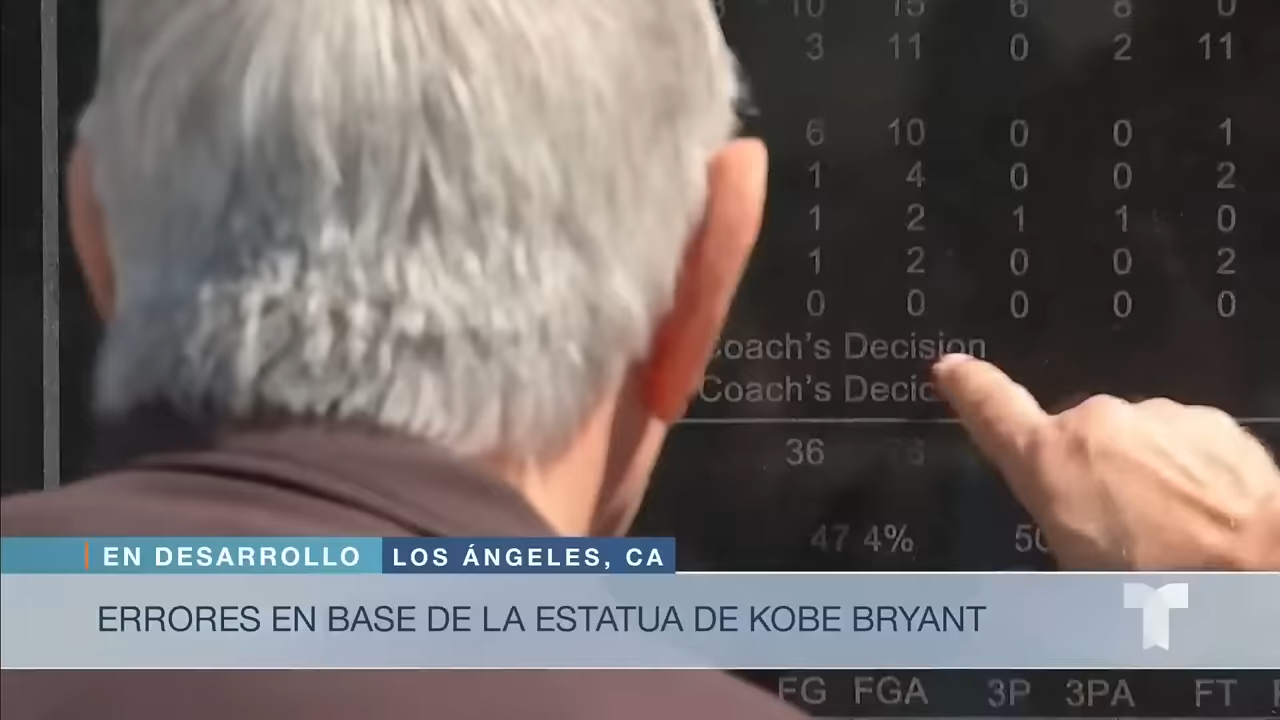 10 15 6 8 0
3 11 0 2 11
6 10 0 0 1
1 4 0 0 2
1 2 1 1 0
1 2 0 0 2
0 0 0 0 0
Coach's Decision
Coach's Decic
36
47.4% 50
EN DESARROLLO LOS ÁNGELES, CA
ERRORES EN BASE DE LA ESTATUA DE KOBE BRYANT
FG FGA 3P 3PA FT